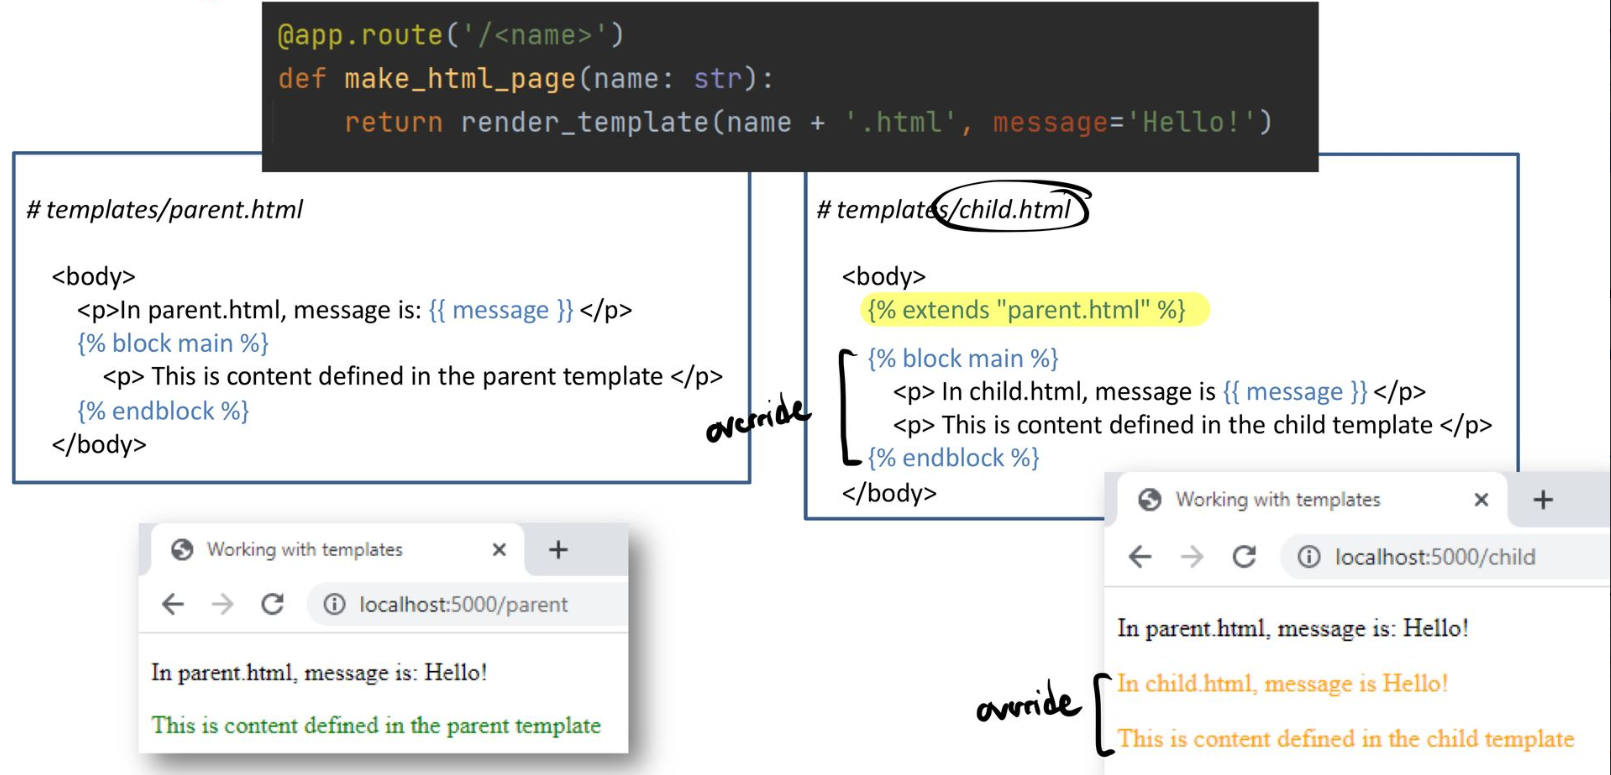 @app.route('/<name>')
def make_html_page(name: str):
return render_template(name + '.html', message='Hello!')
# templates/parent.html
<body>
<p>In parent.html, message is: {{ message }} </p>
{% block main %}
<p> This is content defined in the parent template </p>
{% endblock %}
</body>
# templates/child.html
<body>
{% extends "parent.html" %}
override
{% block main %}
<p> In child.html, message is {{ message }} </p>
<p> This is content defined in the child template </p>
{% endblock %}
</body>
Working with templates
localhost:5000/parent
In parent.html, message is: Hello!
This is content defined in the parent template
Working with templates
localhost:5000/child
In parent.html, message is: Hello!
override
In child.html, message is Hello!
This is content defined in the child template